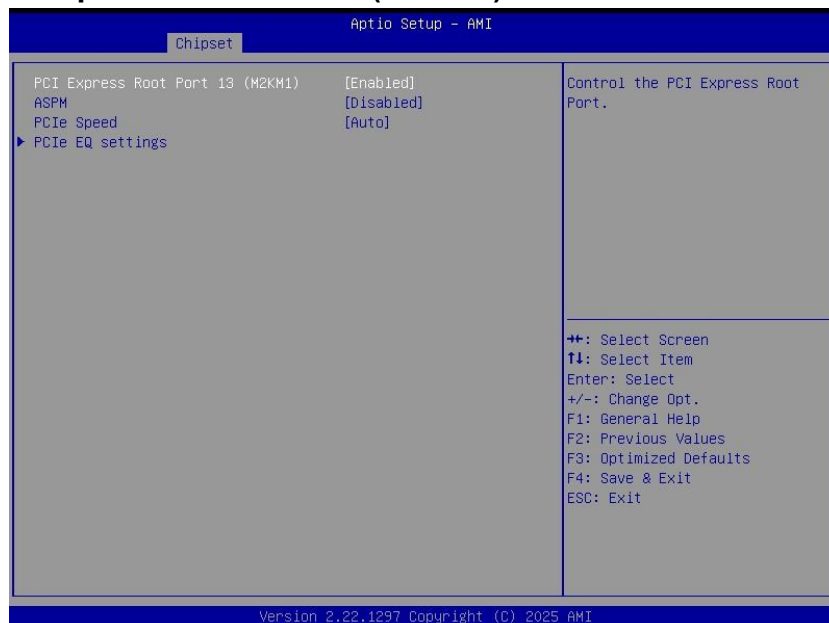 Aptio Setup – AMI
Chipset
PCI Express Root Port 13 (M2KM1) [Enabled]
ASPM [Disabled]
PCIe Speed [Auto]
PCIe EQ settings
Control the PCI Express Root
Port.
→←: Select Screen
↑↓: Select Item
Enter: Select
+/-: Change Opt.
F1: General Help
F2: Previous Values
F3: Optimized Defaults
F4: Save & Exit
ESC: Exit
Version 2.22.1297 Copyright (C) 2025 AMI